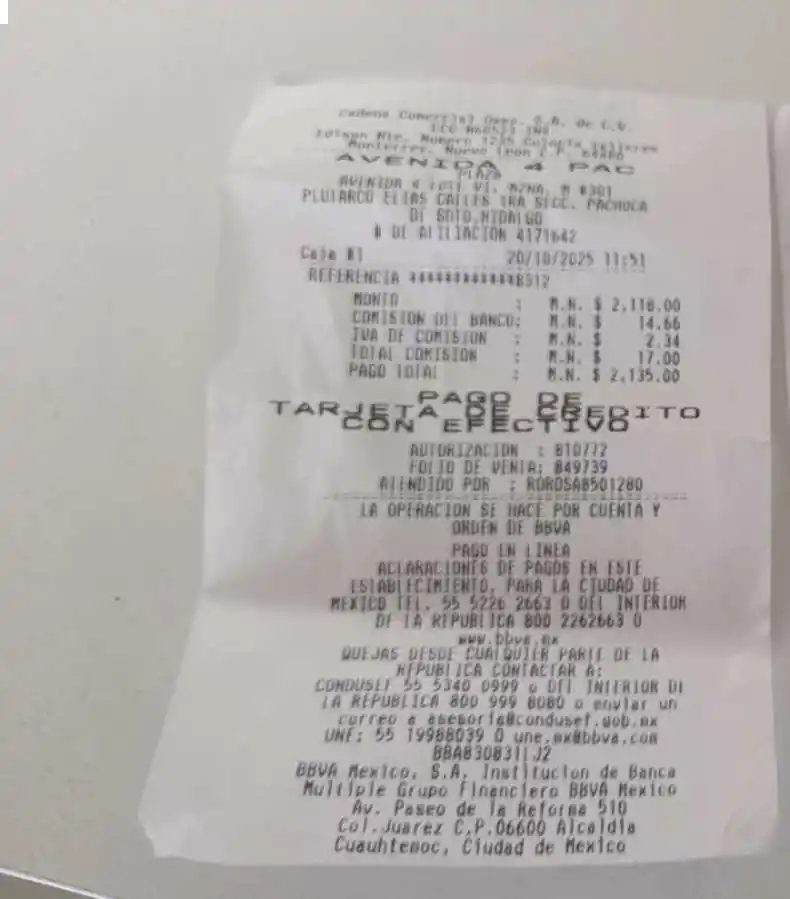 Cadena Comercial Oxxo, S.A. de C.V.
Edison Nte. Numero 1235 Colonia Talleres
Monterrey, Nuevo Leon C.P. 64480
AVENIDA 4 PAC
PLAZA
AVENIDA 4 LOTE VI, MZNA, M #301
PLUTARCO ELIAS CALLES 1RA SECC. PACHUCA
DE SOTO,HIDALGO
# DE AFILIACION 4171642
Caja #1 20/10/2025 11:51
REFERENCIA ************8312
MONTO : M.N. $ 2,118.00
COMISION DEL BANCO: M.N. $ 14.66
IVA DE COMISION : M.N. $ 2.34
TOTAL COMISION : M.N. $ 17.00
PAGO TOTAL : M.N. $ 2,135.00
PAGO DE
TARJETA DE CREDITO
CON EFECTIVO
AUTORIZACION : 810772
FOLIO DE VENTA: 849739
ATENDIDO POR : ROROSA8501280
LA OPERACION SE HACE POR CUENTA Y
ORDEN DE BBVA
PAGO EN LINEA
ACLARACIONES DE PAGOS EN ESTE
ESTABLECIMIENTO, PARA LA CIUDAD DE
MEXICO TEL. 55 5226 2663 O DEL INTERIOR
DE LA REPUBLICA 800 2262663 O
www.bbva.mx
QUEJAS DESDE CUALQUIER PARTE DE LA
REPUBLICA CONTACTAR A:
CONDUSEF 55 5340 0999 o DEL INTERIOR DE
LA REPUBLICA 800 999 8080 o enviar un
correo a asesoria@condusef.gob.mx
UNE: 55 19988039 O une.mx@bbva.com
BBA830831LJ2
BBVA Mexico, S.A. Institucion de Banca
Multiple Grupo Financiero BBVA Mexico
Av. Paseo de la Reforma 510
Col.Juarez C.P.06600 Alcaldia
Cuauhtemoc, Ciudad de Mexico